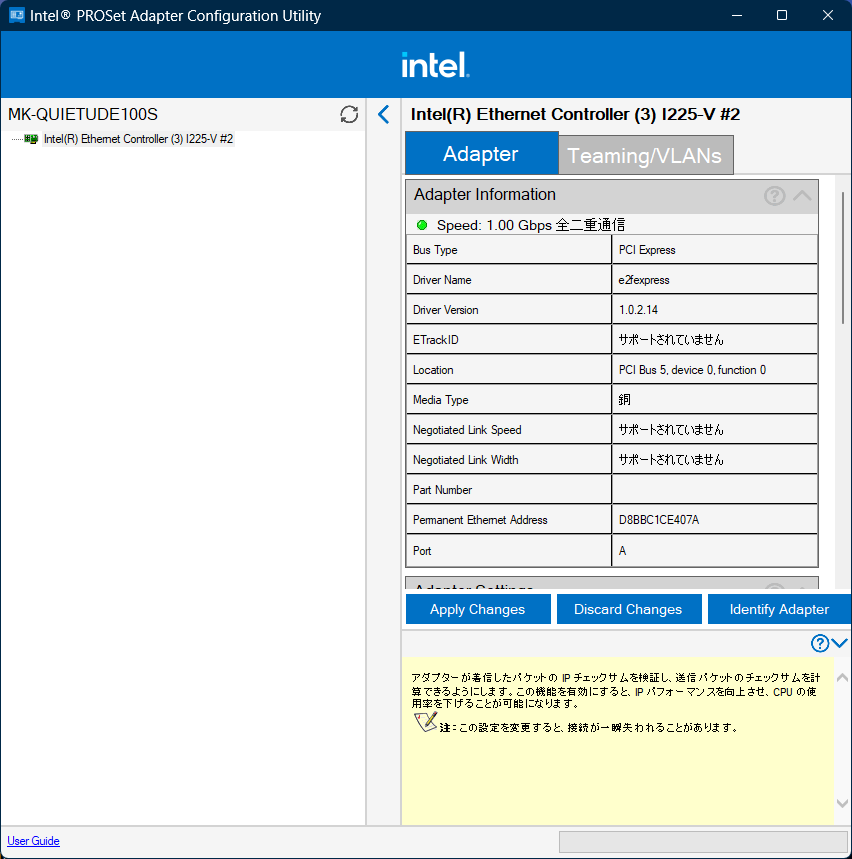 Intel® PROSet Adapter Configuration Utility
intel.
MK-QUIETUDE100S
Intel(R) Ethernet Controller (3) I225-V #2
Intel(R) Ethernet Controller (3) I225-V #2
Adapter
Teaming/VLANs
Adapter Information
Speed: 1.00 Gbps 全二重通信
Bus Type PCI Express
Driver Name e2fexpress
Driver Version 1.0.2.14
ETrackID サポートされていません
Location PCI Bus 5, device 0, function 0
Media Type 銅
Negotiated Link Speed サポートされていません
Negotiated Link Width サポートされていません
Part Number
Permanent Ethernet Address D8BBC1CE407A
Port A
Adapter Settings
Apply Changes
Discard Changes
Identify Adapter
アダプターが着信したパケットの IP チェックサムを検証し、送信パケットのチェックサムを計
算できるようにします。この機能を有効にすると、IP パフォーマンスを向上させ、CPU の使
用率を下げることが可能になります。
注：この設定を変更すると、接続が一瞬失われることがあります。
User Guide